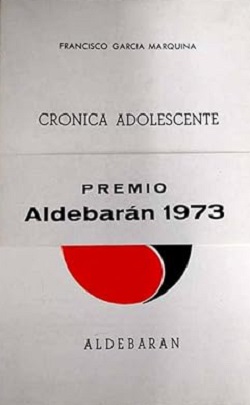 FRANCISCO GARCIA MARQUINA
CRONICA ADOLESCENTE
PREMIO
Aldebarán 1973
ALDEBARAN